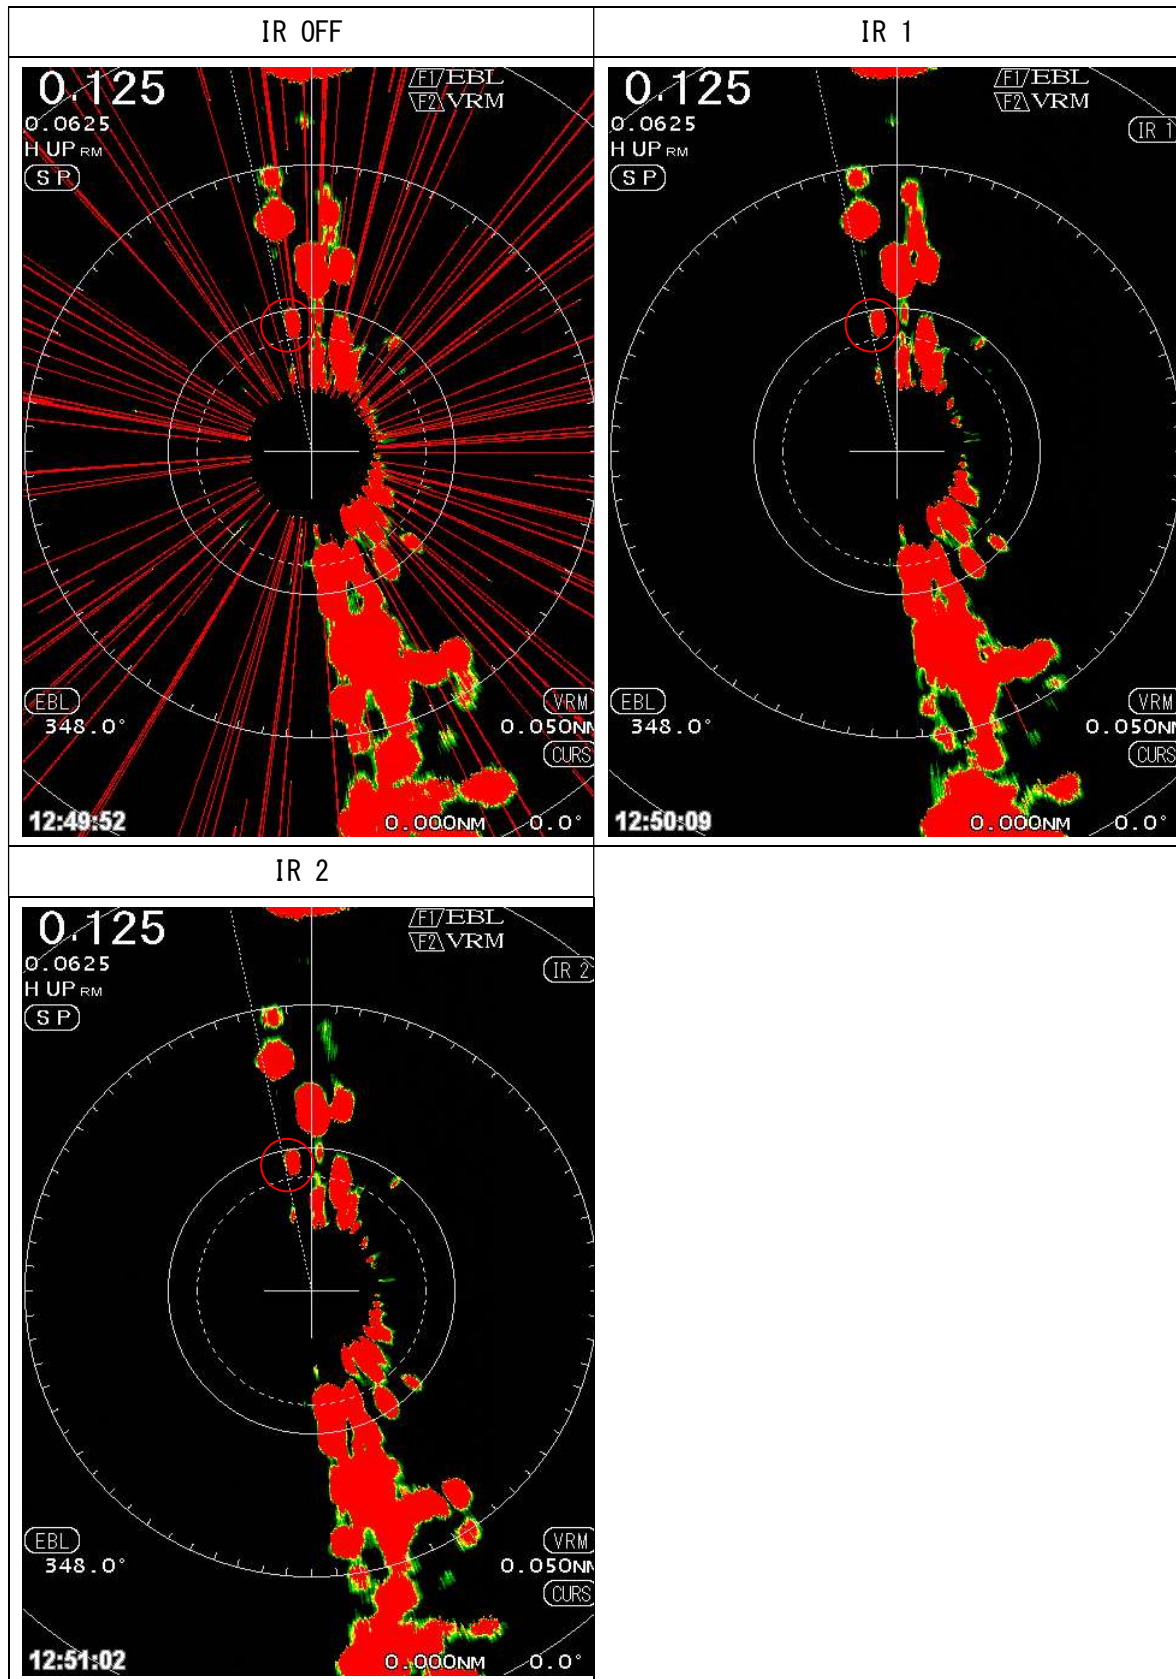 IR OFF
IR 1
0.125
0.0625
H UP RM
S P
F1 EBL
F2 VRM
EBL
348.0°
VRM
0.050NM
CURS
12:49:52
0.000NM
0.0°
0.125
0.0625
H UP RM
S P
F1 EBL
F2 VRM
IR 1
EBL
348.0°
VRM
0.050NM
CURS
12:50:09
0.000NM
0.0°
IR 2
0.125
0.0625
H UP RM
S P
F1 EBL
F2 VRM
IR 2
EBL
348.0°
VRM
0.050NM
CURS
12:51:02
0.000NM
0.0°